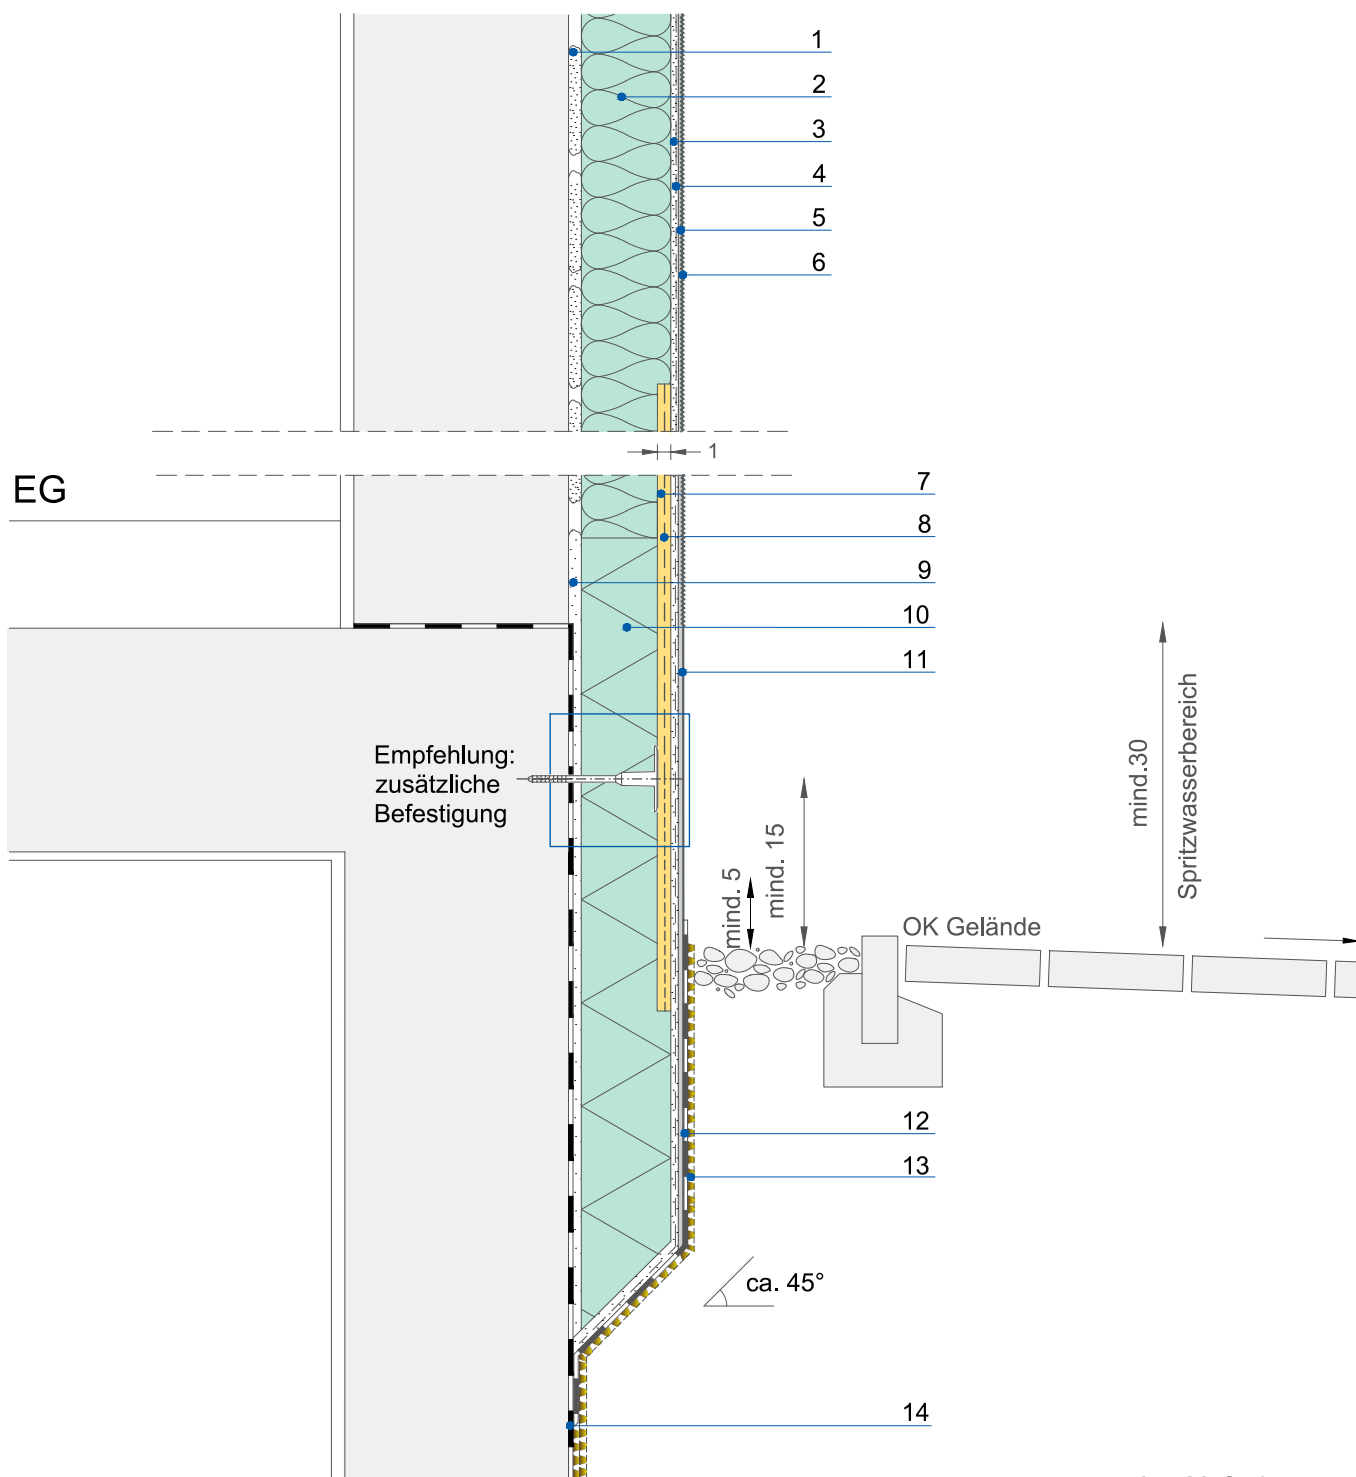 1
2
3
4
5
6
1
EG
7
8
9
10
11
Empfehlung:
zusätzliche
Befestigung
mind. 5
mind. 15
mind.30
Spritzwasserbereich
OK Gelände
12
13
ca. 45°
14